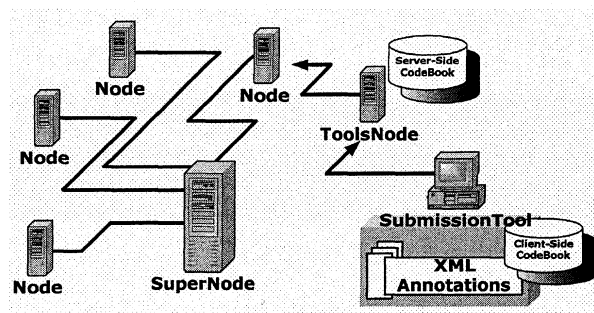 Server-Side
CodeBook
Node
Node
ToolsNode
Node
SubmissionTool
Client-Side
CodeBook
XML
Annotations
Node
SuperNode